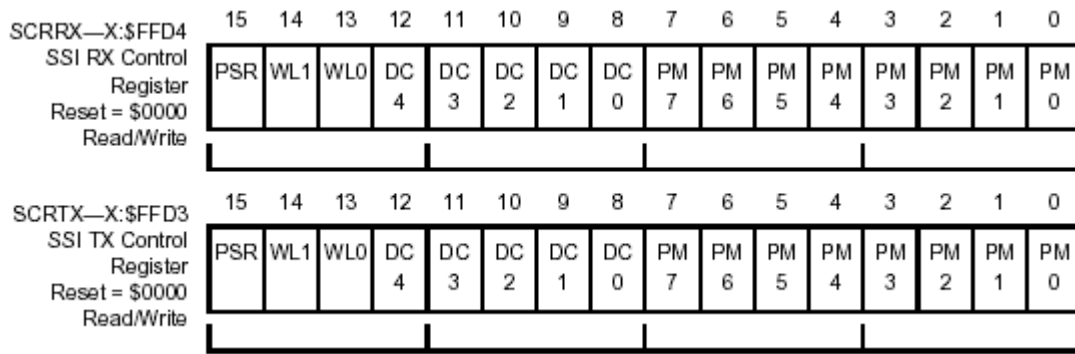 15 14 13 12 11 10 9 8 7 6 5 4 3 2 1 0
SCRRX—X:$FFD4
SSI RX Control
Register
Reset = $0000
Read/Write
PSR WL1 WL0 DC DC DC DC DC PM PM PM PM PM PM PM PM
4 3 2 1 0 7 6 5 4 3 2 1 0
15 14 13 12 11 10 9 8 7 6 5 4 3 2 1 0
SCRTX—X:$FFD3
SSI TX Control
Register
Reset = $0000
Read/Write
PSR WL1 WL0 DC DC DC DC DC PM PM PM PM PM PM PM PM
4 3 2 1 0 7 6 5 4 3 2 1 0